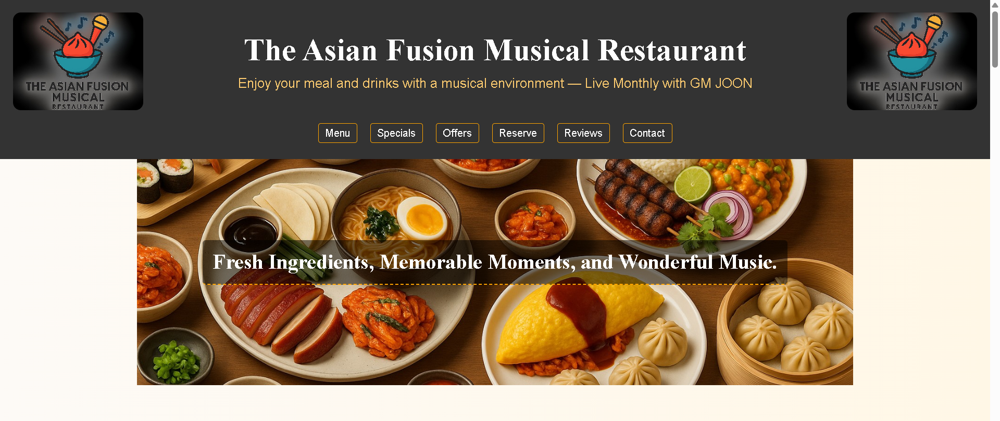 THE ASIAN FUSION
MUSICAL
RESTAURANT
The Asian Fusion Musical Restaurant
Enjoy your meal and drinks with a musical environment — Live Monthly with GM JOON
THE ASIAN FUSION
MUSICAL
RESTAURANT
Menu Specials Offers Reserve Reviews Contact
Fresh Ingredients, Memorable Moments, and Wonderful Music.